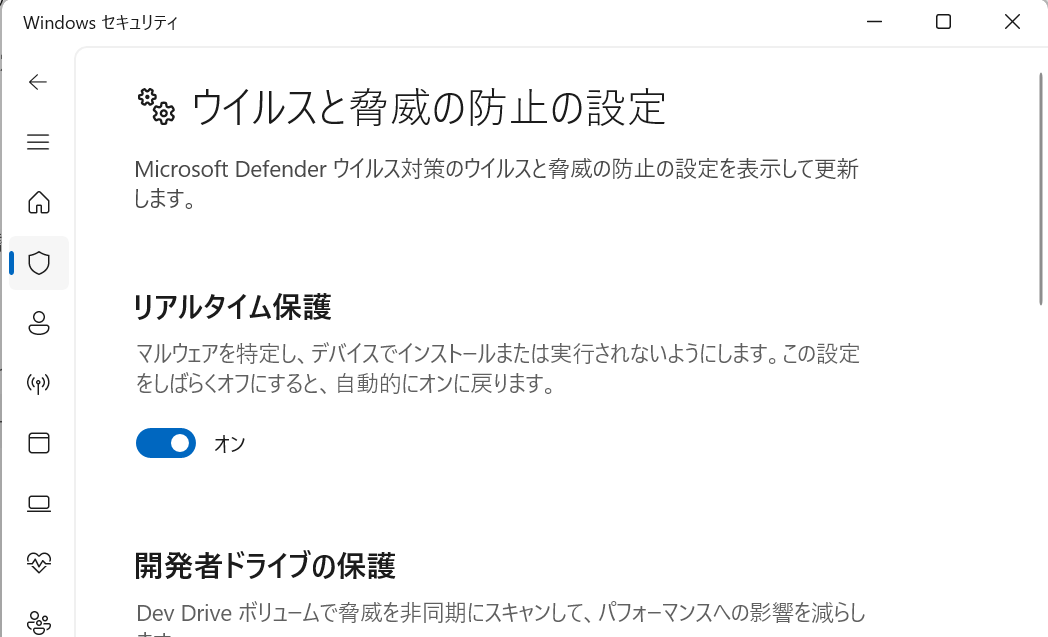 Windows セキュリティ
ウイルスと脅威の防止の設定
Microsoft Defender ウイルス対策のウイルスと脅威の防止の設定を表示して更新
します。
リアルタイム保護
マルウェアを特定し、デバイスでインストールまたは実行されないようにします。この設定
をしばらくオフにすると、自動的にオンに戻ります。
オン
開発者ドライブの保護
Dev Drive ボリュームで脅威を非同期にスキャンして、パフォーマンスへの影響を減らし